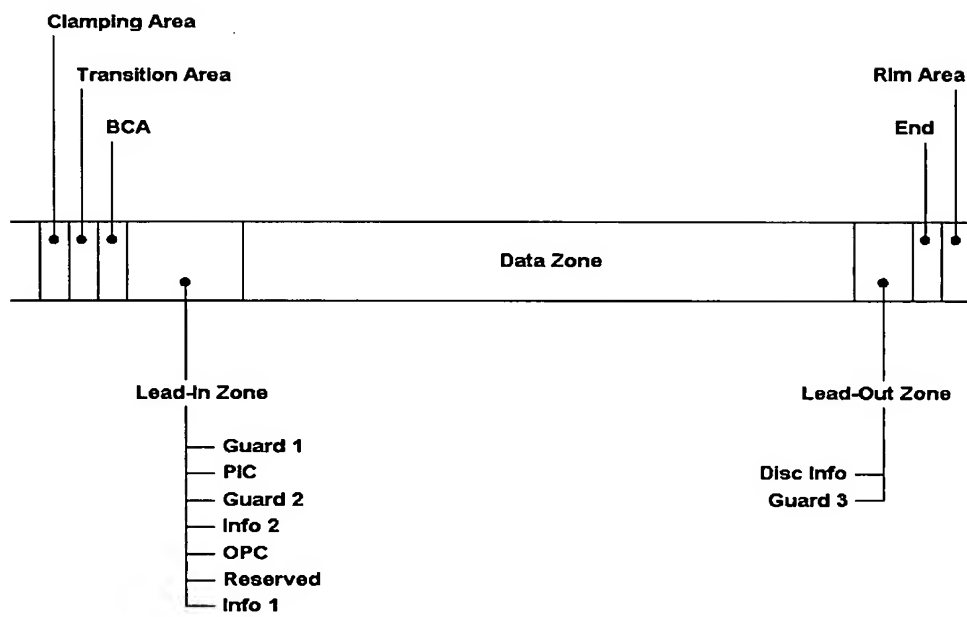 Clamping Area
Transition Area
Rim Area
BCA
End
Data Zone
Lead-In Zone
Lead-Out Zone
Guard 1
PIC
Guard 2
Info 2
OPC
Reserved
Info 1
Disc Info
Guard 3